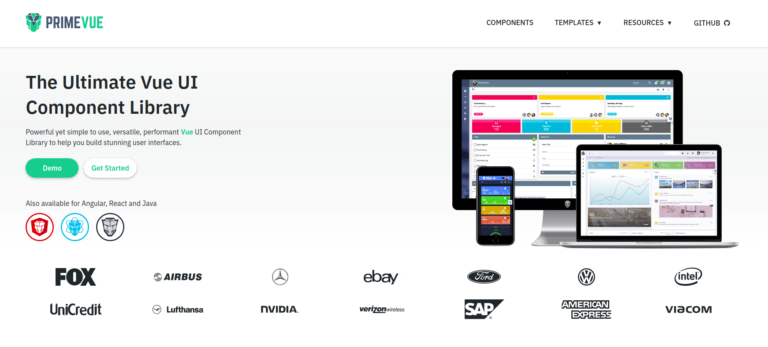 PRIMEVUE
COMPONENTS
TEMPLATES ▼
RESOURCES ▼
GITHUB
The Ultimate Vue UI
Component Library
Powerful yet simple to use, versatile, performant Vue UI Component
Library to help you build stunning user interfaces.
Demo
Get Started
Also available for Angular, React and Java
FOX
AIRBUS
ebay
Ford
intel
UniCredit
Lufthansa
NVIDIA.
verizon wireless
SAP
AMERICAN
EXPRESS
VIACOM